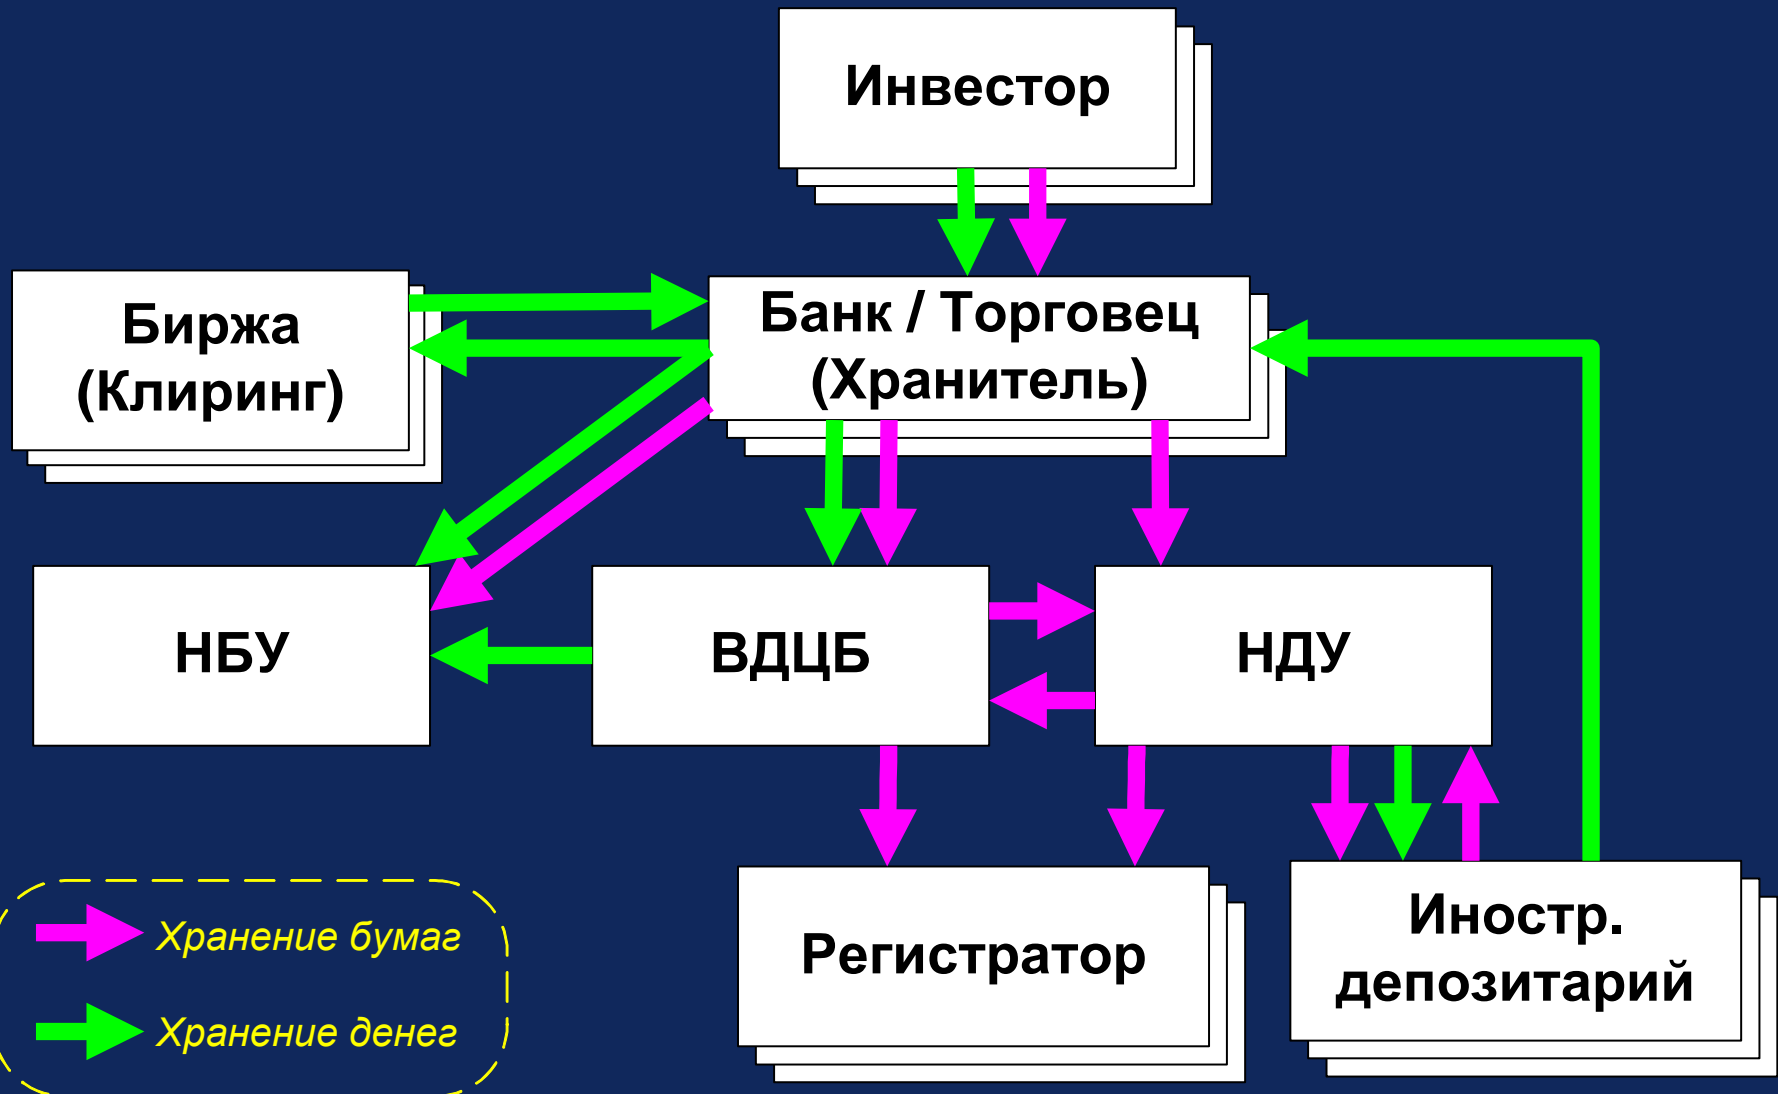 Инвестор
Биржа
(Клиринг)
Банк / Торговец
(Хранитель)
НБУ
ВДЦБ
НДУ
Регистратор
Иностр.
депозитарий
Хранение бумаг
Хранение денег